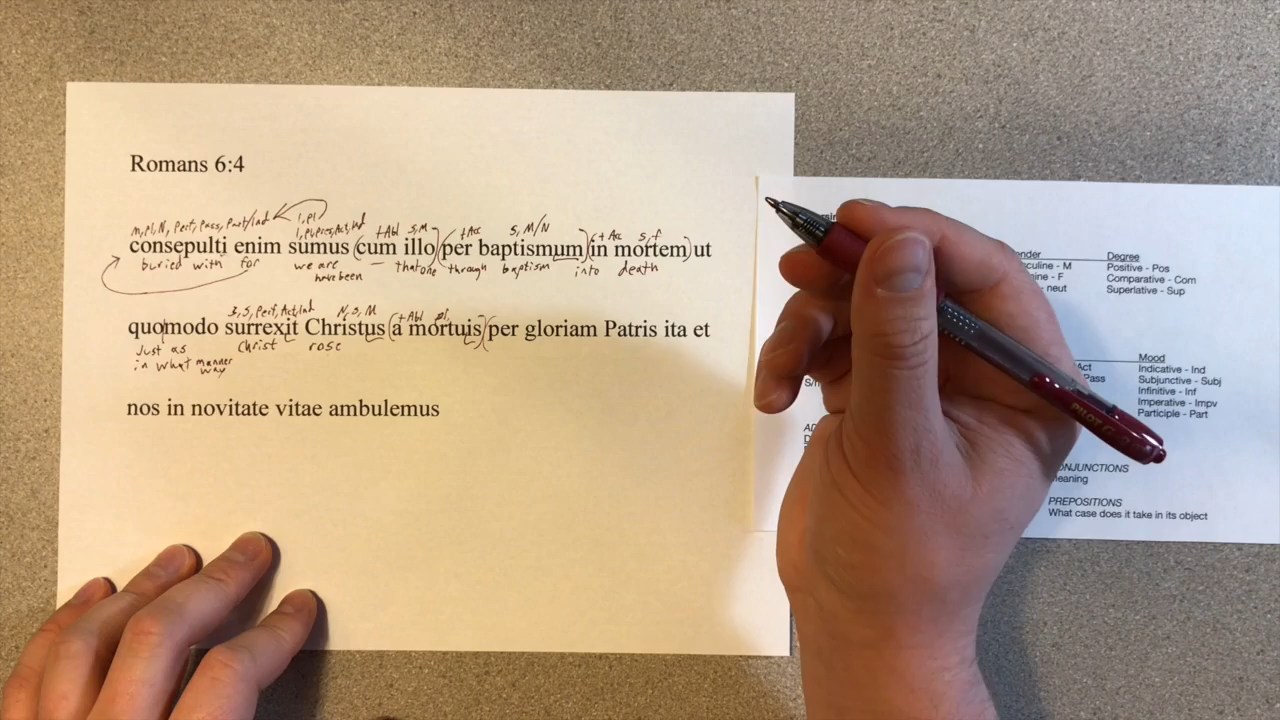 Romans 6:4
m, pl, N, Perf, Pass, Part/Ind 1, pl
1, pl, Pres, Act, Ind +Abl S, M +Acc S, M/N + Acc S, f
consepulti enim sumus (cum illo) (per baptismum) (in mortem) ut
buried with for we are — that one through baptism into death
have been
3, S, Perf, Act, Ind N, S, M +Abl pl
quomodo surrexit Christus (a mortuis) (per gloriam Patris ita et
Just as Christ rose
in what manner
way
nos in novitate vitae ambulemus
Degree
Positive - Pos
Comparative - Com
Superlative - Sup
- M
- F
Mood
Indicative - Ind
Subjunctive - Subj
Infinitive - Inf
Imperative - Impv
Participle - Part
Act
Pass
PILOT
ONJUNCTIONS
eaning
PREPOSITIONS
What case does it take in its object